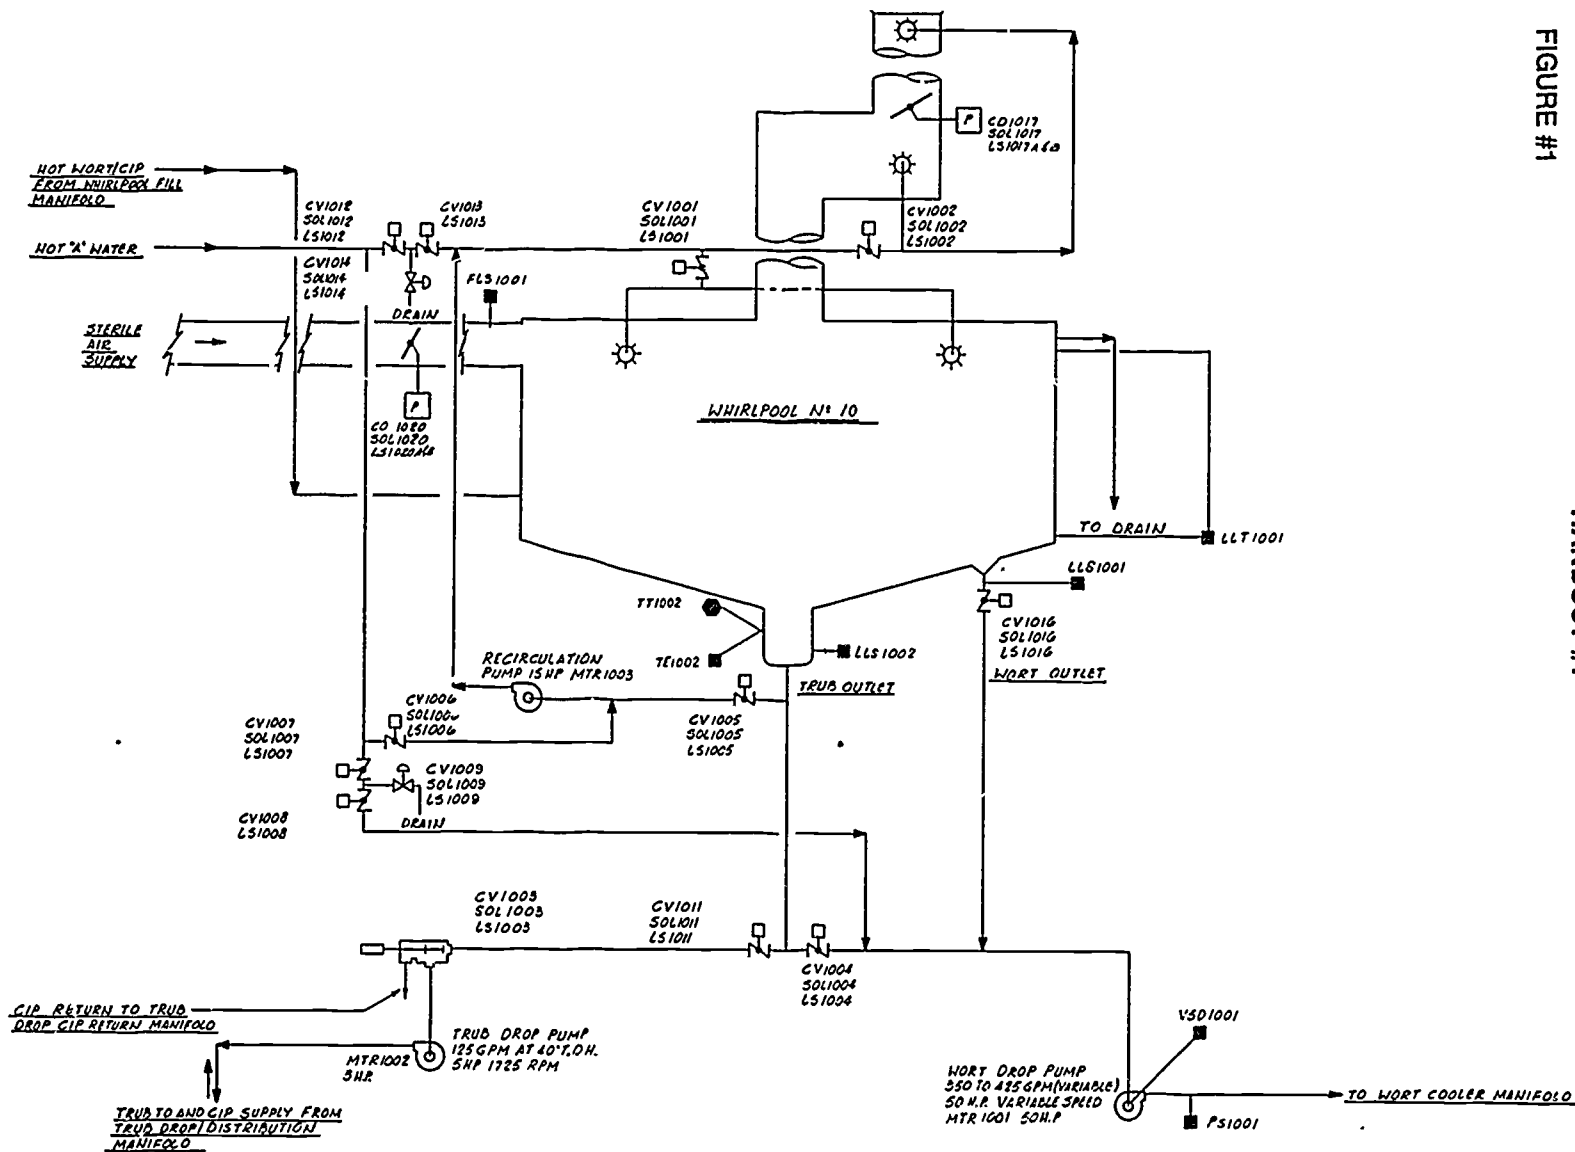 FIGURE #1
HOT WORT/CIP
FROM WHIRLPOOL FILL
MANIFOLD
HOT "A" WATER
STERILE
AIR
SUPPLY
CV1012
SOL1012
LS1012
CV1013
LS1013
CV1014
SOL1014
LS1014
DRAIN
FLS1001
CV1001
SOL1001
LS1001
CV1002
SOL1002
LS1002
P
CD1017
SOL1017
LS1017A&B
P
CD 1020
SOL1020
LS1020A&B
WHIRLPOOL Nº 10
TO DRAIN
LLT1001
LLS1001
CV1016
SOL1016
LS1016
WORT OUTLET
TT1002
TE1002
LLS1002
TRUB OUTLET
RECIRCULATION
PUMP 15HP MTR1003
CV1006
SOL1006
LS1006
CV1005
SOL1005
LS1005
CV1007
SOL1007
LS1007
CV1009
SOL1009
LS1009
CV1008
LS1008
DRAIN
CV1003
SOL1003
LS1003
CV1011
SOL1011
LS1011
CV1004
SOL1004
LS1004
CIP RETURN TO TRUB
DROP CIP RETURN MANIFOLD
MTR1002
5H.P.
TRUB DROP PUMP
125 GPM AT 40' T.D.H.
5HP 1725 RPM
TRUB TO AND CIP SUPPLY FROM
TRUB DROP/DISTRIBUTION
MANIFOLD
VSD1001
WORT DROP PUMP
350 TO 425 GPM (VARIABLE)
50 H.P. VARIABLE SPEED
MTR 1001 50H.P
PS1001
TO WORT COOLER MANIFOLD